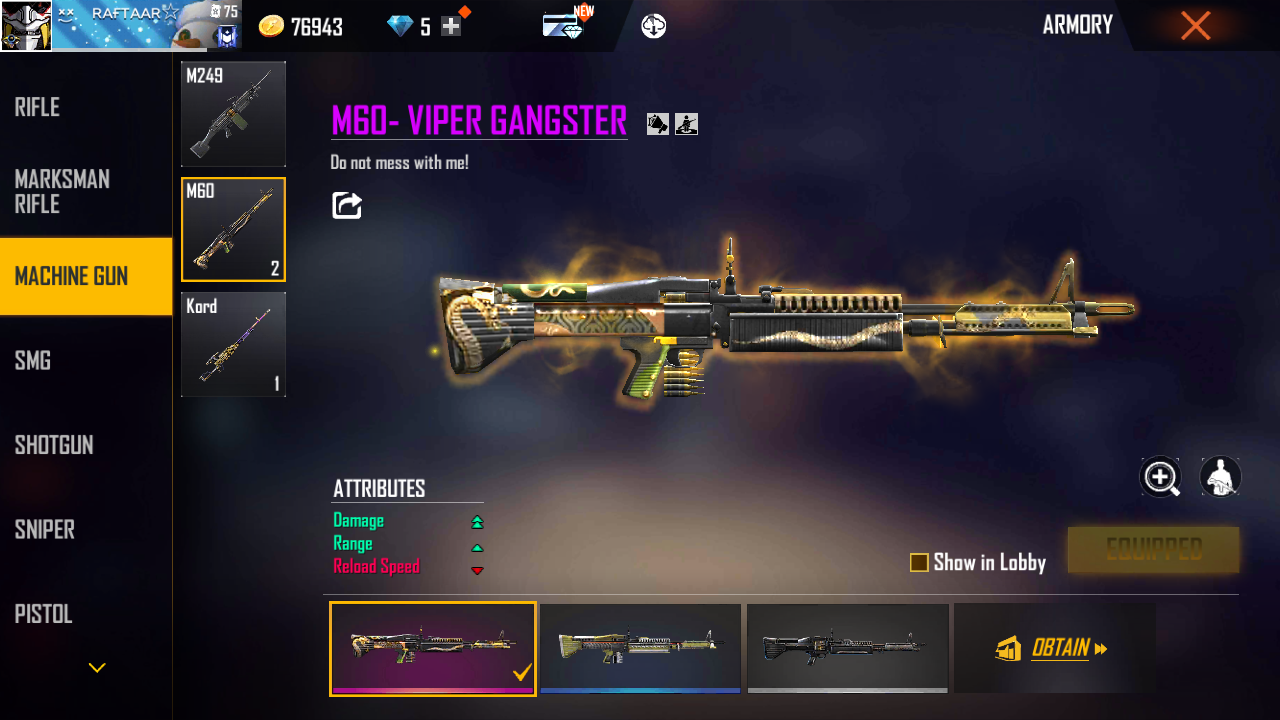 RAFTAAR☆
75
76943
5
NEW
ARMORY
RIFLE
MARKSMAN
RIFLE
MACHINE GUN
SMG
SHOTGUN
SNIPER
PISTOL
M249
M60
2
Kord
1
M60- VIPER GANGSTER
Do not mess with me!
ATTRIBUTES
Damage
Range
Reload Speed
Show in Lobby
EQUIPPED
OBTAIN